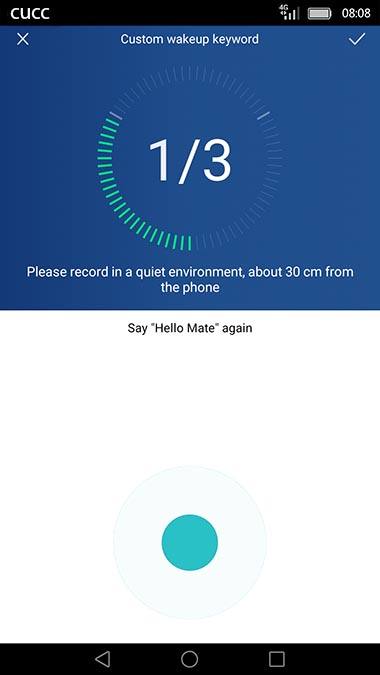 CUCC 4G 08:08
Custom wakeup keyword
1/3
Please record in a quiet environment, about 30 cm from
the phone
Say "Hello Mate" again